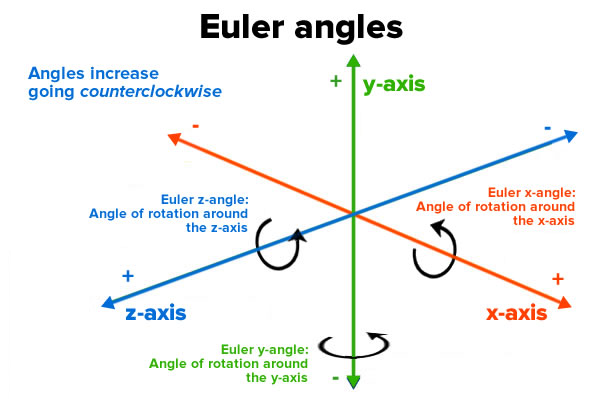 Euler angles
Angles increase
going counterclockwise
+
y-axis
-
-
Euler z-angle:
Angle of rotation around
the z-axis
Euler x-angle:
Angle of rotation around
the x-axis
+
z-axis
+
x-axis
Euler y-angle:
Angle of rotation around
the y-axis
-